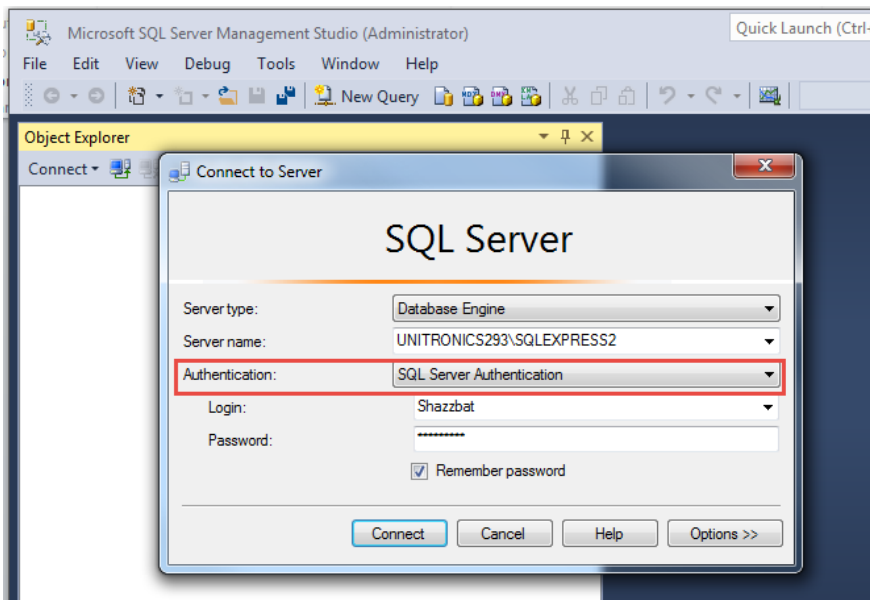 Microsoft SQL Server Management Studio (Administrator)
Quick Launch (Ctrl-
File Edit View Debug Tools Window Help
New Query
Object Explorer
Connect
Connect to Server
SQL Server
Server type: Database Engine
Server name: UNITRONICS293\SQLEXPRESS2
Authentication: SQL Server Authentication
Login: Shazzbat
Password: *********
Remember password
Connect Cancel Help Options >>